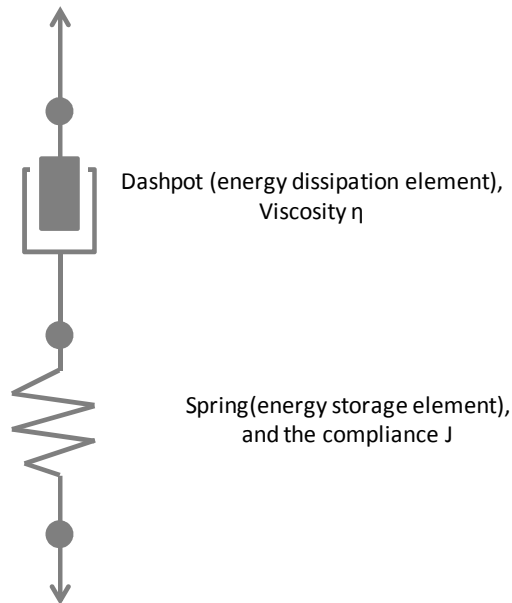 Dashpot (energy dissipation element),
Viscosity η
Spring(energy storage element),
and the compliance J